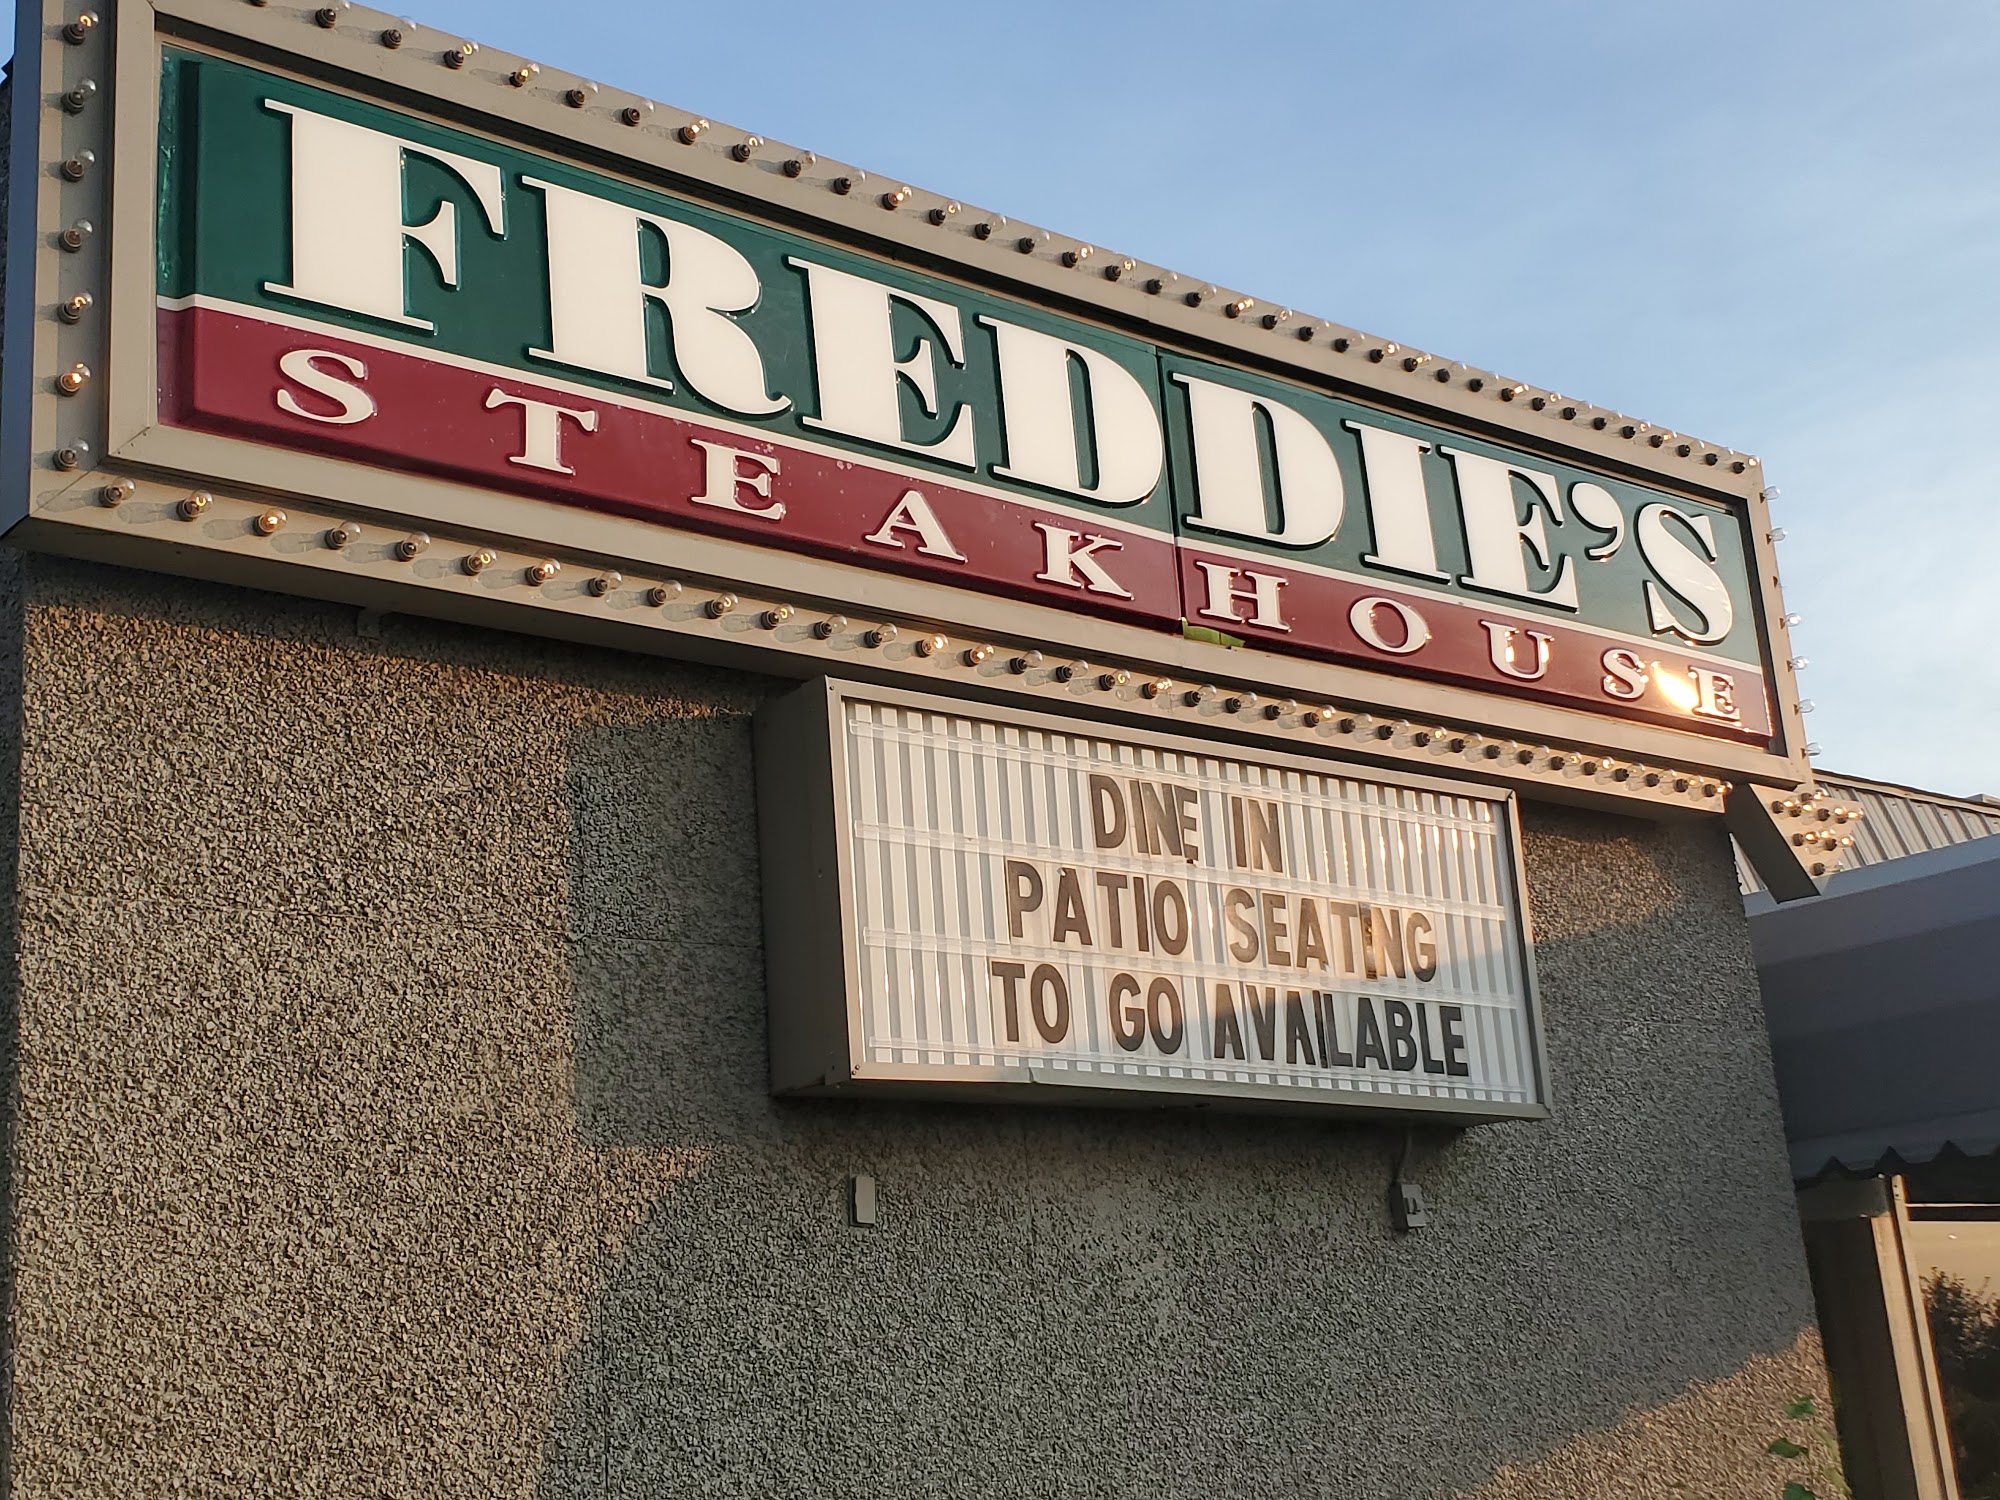 FREDDIE'S
STEAKHOUSE
DINE IN
PATIO SEATING
TO GO AVAILABLE